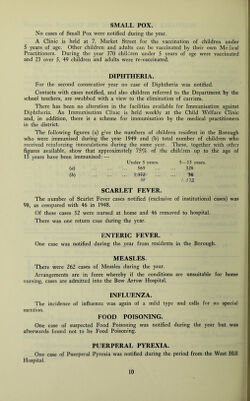 SMALL POX.
No cases of Small Pox were notified during the year.
A Clinic is held at 7, Market Street for the vaccination of children under
5 years of age. Other children and adults can be vaccinated by their own Medical
Practitioners. During the year 170 children under 5 years of age were vaccinated
and 23 over 5, 49 children and adults were re-vaccinated.
DIPHTHERIA.
For the second consecutive year no case of Diphtheria was notified.
Contacts with cases notified, and also children referred to the Department by the
school teachers, are swabbed with a view to the elimination of carriers.
There has been an alteration in the facilities available for Immunisation against
Diphtheria. An Immunisation Clinic is held weekly at the Child Welfare Clinic
and, in addition, there is a scheme for immunisation by the medical practitioners
in the district.
The following figures (a) give the numbers of children resident in the Borough
who were immunised during the year 1949 and (b) total number of children who
received reinforcing inoculations during the same year. These, together with other
figures available, show that approximately 75% of the children up to the age of
15 years have been immunised:—
Under 5 years. 5—15 years.
(a)
(b)
SCARLET FEVER.
The number of Scarlet Fever cases notified (exclusive of institutional cases) was
98, as compared with 46 in 1948.
Of these cases 52 were nursed at home and 46 removed to hospital.
There was one return case during the year.
ENTERIC FEVER.
One case was notified during the year from residents in the Borough.
MEASLES.
There were 262 cases of Measles during the year.
Arrangements are in force whereby if the conditions are unsuitable for home
nursing, cases are admitted into the Bow Arrow Hospital.
INFLUENZA.
The incidence of influenza was again of a mild type and calls for no special
mention.
FOOD POISONING.
One case of suspected Food Poisoning was notified during the year but was
afterwards found not to be Food Poisoning.
PUERPERAL PYREXIA.
One case of Puerperal Pyrexia was notified during the period from the West Hill
Hospital.
10